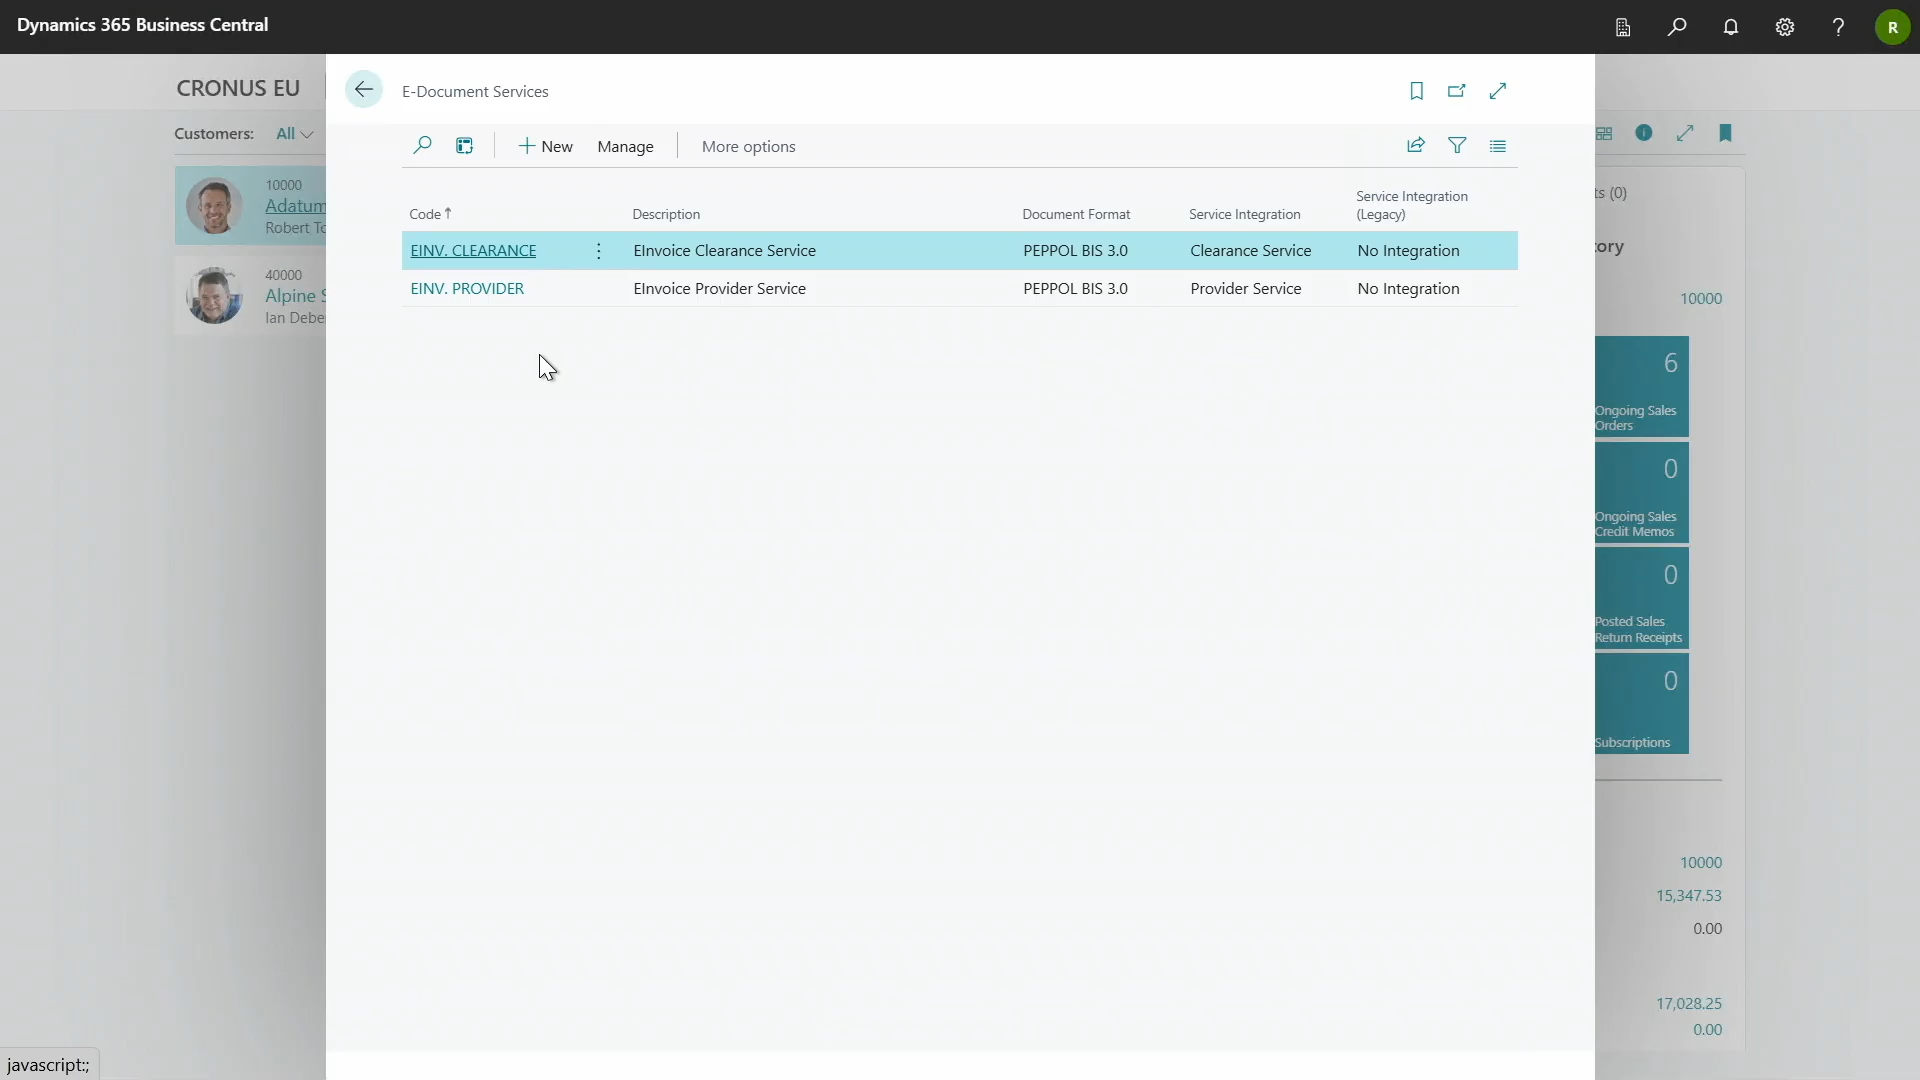 Dynamics 365 Business Central
R
CRONUS EU
E-Document Services
Customers: All
New Manage More options
10000
Adatum
Robert To
40000
Alpine S
Ian Debe
Code Description Document Format Service Integration Service Integration
(Legacy)
EINV. CLEARANCE EInvoice Clearance Service PEPPOL BIS 3.0 Clearance Service No Integration
EINV. PROVIDER EInvoice Provider Service PEPPOL BIS 3.0 Provider Service No Integration
ts (0)
ory
10000
6
Ongoing Sales
Orders
0
Ongoing Sales
Credit Memos
0
Posted Sales
Return Receipts
0
Subscriptions
10000
15,347.53
0.00
17,028.25
0.00
javascript:;